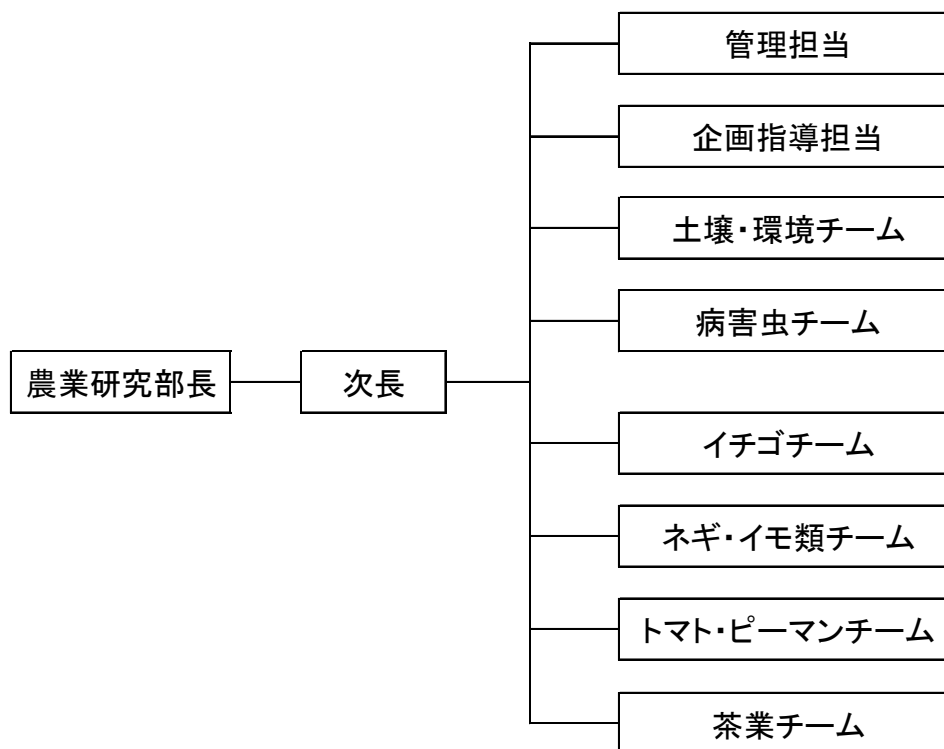 農業研究部長
次長
管理担当
企画指導担当
土壌・環境チーム
病害虫チーム
イチゴチーム
ネギ・イモ類チーム
トマト・ピーマンチーム
茶業チーム